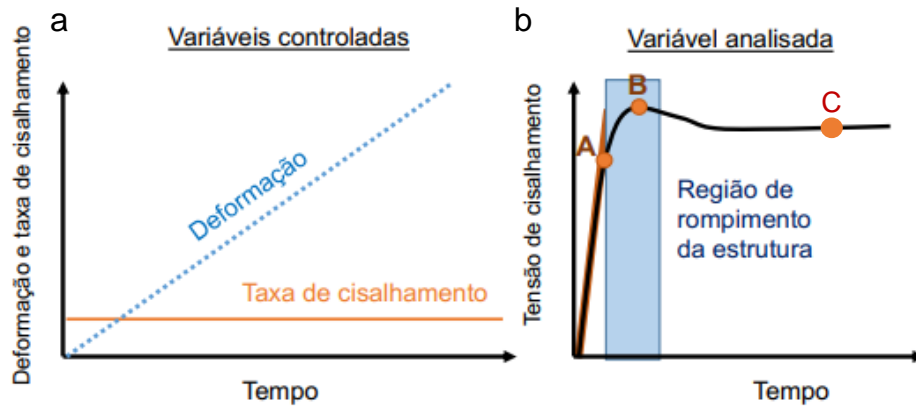 a
Variáveis controladas
Deformação e taxa de cisalhamento
Deformação
Taxa de cisalhamento
Tempo
b
Variável analisada
Tensão de cisalhamento
A
B
C
Região de
rompimento
da estrutura
Tempo